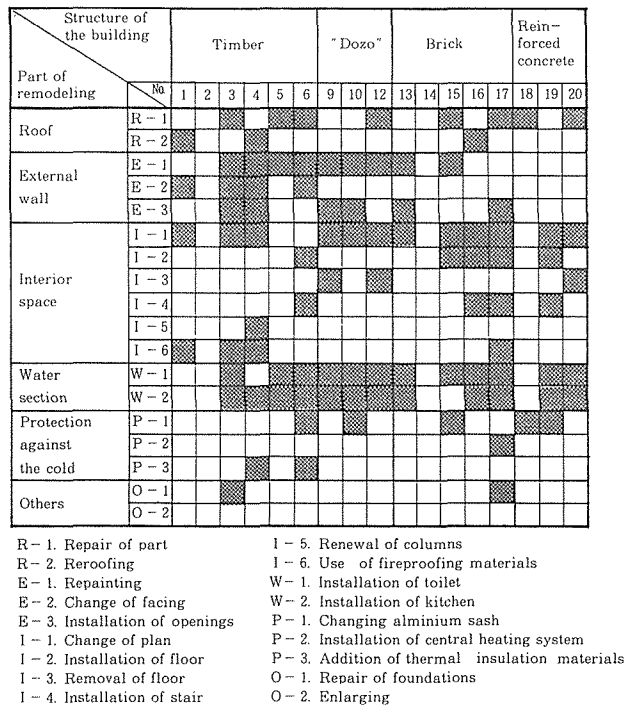 Structure of the building
Timber
"Dozo"
Brick
Rein-forced concrete
Part of remodeling
No. 1 2 3 4 5 6 9 10 12 13 14 15 16 17 18 19 20
Roof
R - 1
R - 2
External wall
E - 1
E - 2
E - 3
Interior space
I - 1
I - 2
I - 3
I - 4
I - 5
I - 6
Water section
W - 1
W - 2
Protection against the cold
P - 1
P - 2
P - 3
Others
O - 1
O - 2
R - 1. Repair of part
R - 2. Reroofing
E - 1. Repainting
E - 2. Change of facing
E - 3. Installation of openings
I - 1. Change of plan
I - 2. Installation of floor
I - 3. Removal of floor
I - 4. Installation of stair
I - 5. Renewal of columns
I - 6. Use of fireproofing materials
W - 1. Installation of toilet
W - 2. Installation of kitchen
P - 1. Changing alminium sash
P - 2. Installation of central heating system
P - 3. Addition of thermal insulation materials
O - 1. Repair of foundations
O - 2. Enlarging